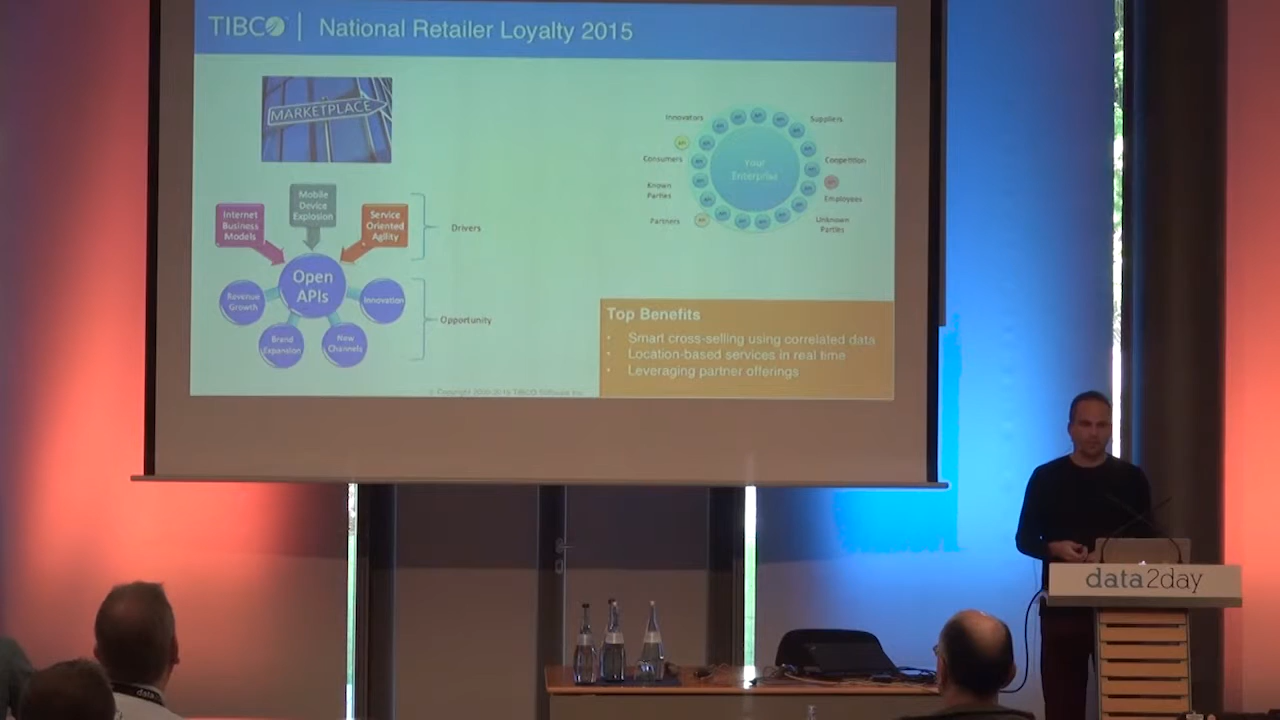 TIBCO | National Retailer Loyalty 2015
MARKETPLACE
Internet
Business
Models
Mobile
Device
Explosion
Service
Oriented
Agility
Drivers
Open
APIs
Revenue
Growth
Brand
Expansion
New
Channels
Innovation
Opportunity
Innovators
Consumers
Known
Parties
Partners
Your
Enterprise
Suppliers
Coopetition
Employees
Unknown
Parties
Top Benefits
• Smart cross-selling using correlated data
• Location-based services in real time
• Leveraging partner offerings
data2day
data